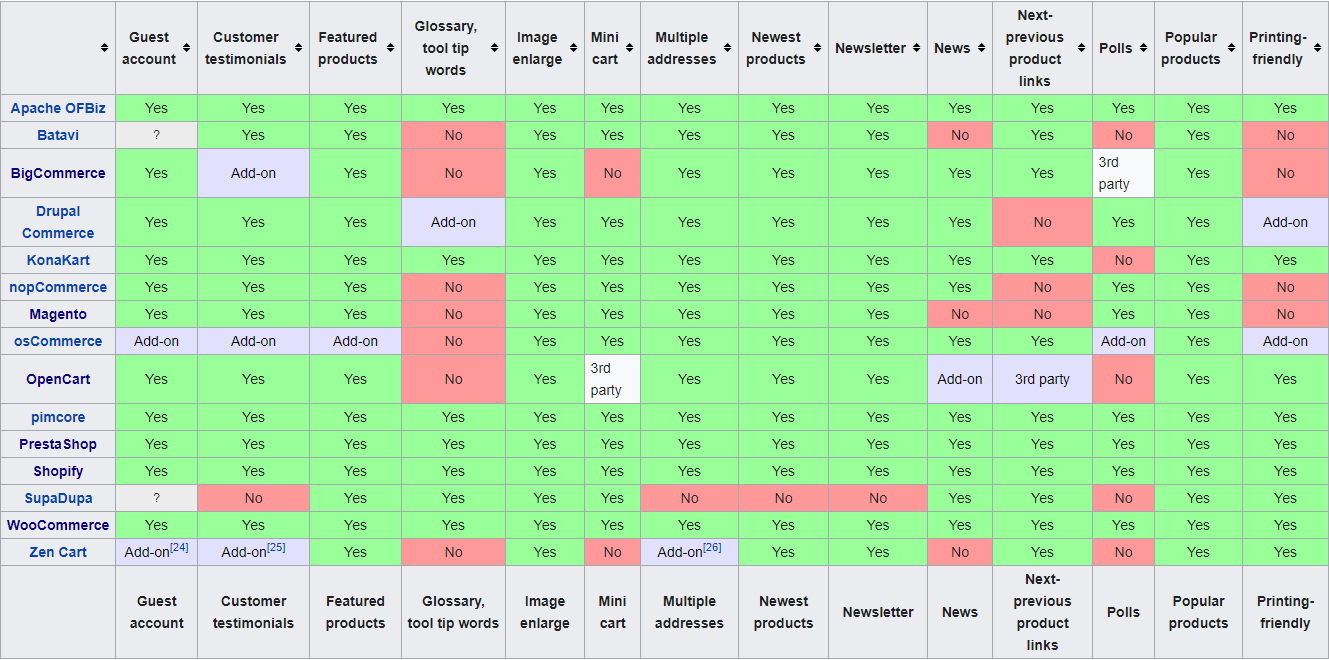 Guest account Customer testimonials Featured products Glossary, tool tip words Image enlarge Mini cart Multiple addresses Newest products Newsletter News Next-previous product links Polls Popular products Printing-friendly
Apache OFBiz Yes Yes Yes Yes Yes Yes Yes Yes Yes Yes Yes Yes Yes Yes
Batavi ? Yes Yes No Yes Yes Yes Yes Yes No Yes No Yes No
BigCommerce Yes Add-on Yes No Yes No Yes Yes Yes Yes Yes 3rd party Yes No
Drupal Commerce Yes Yes Yes Add-on Yes Yes Yes Yes Yes Yes No Yes Yes Add-on
KonaKart Yes Yes Yes Yes Yes Yes Yes Yes Yes Yes Yes No Yes Yes
nopCommerce Yes Yes Yes No Yes Yes Yes Yes Yes Yes No Yes Yes No
Magento Yes Yes Yes No Yes Yes Yes Yes Yes No No Yes Yes No
osCommerce Add-on Add-on Add-on No Yes Yes Yes Yes Yes Yes Yes Add-on Yes Add-on
OpenCart Yes Yes Yes No Yes 3rd party Yes Yes Yes Add-on 3rd party No Yes Yes
pimcore Yes Yes Yes Yes Yes Yes Yes Yes Yes Yes Yes Yes Yes Yes
PrestaShop Yes Yes Yes Yes Yes Yes Yes Yes Yes Yes Yes Yes Yes Yes
Shopify Yes Yes Yes Yes Yes Yes Yes Yes Yes Yes Yes Yes Yes Yes
SupaDupa ? No Yes Yes Yes Yes No No No Yes Yes No Yes Yes
WooCommerce Yes Yes Yes Yes Yes Yes Yes Yes Yes Yes Yes Yes Yes Yes
Zen Cart Add-on[24] Add-on[25] Yes No Yes No Add-on[26] Yes Yes No Yes No Yes Yes
Guest account Customer testimonials Featured products Glossary, tool tip words Image enlarge Mini cart Multiple addresses Newest products Newsletter News Next-previous product links Polls Popular products Printing-friendly